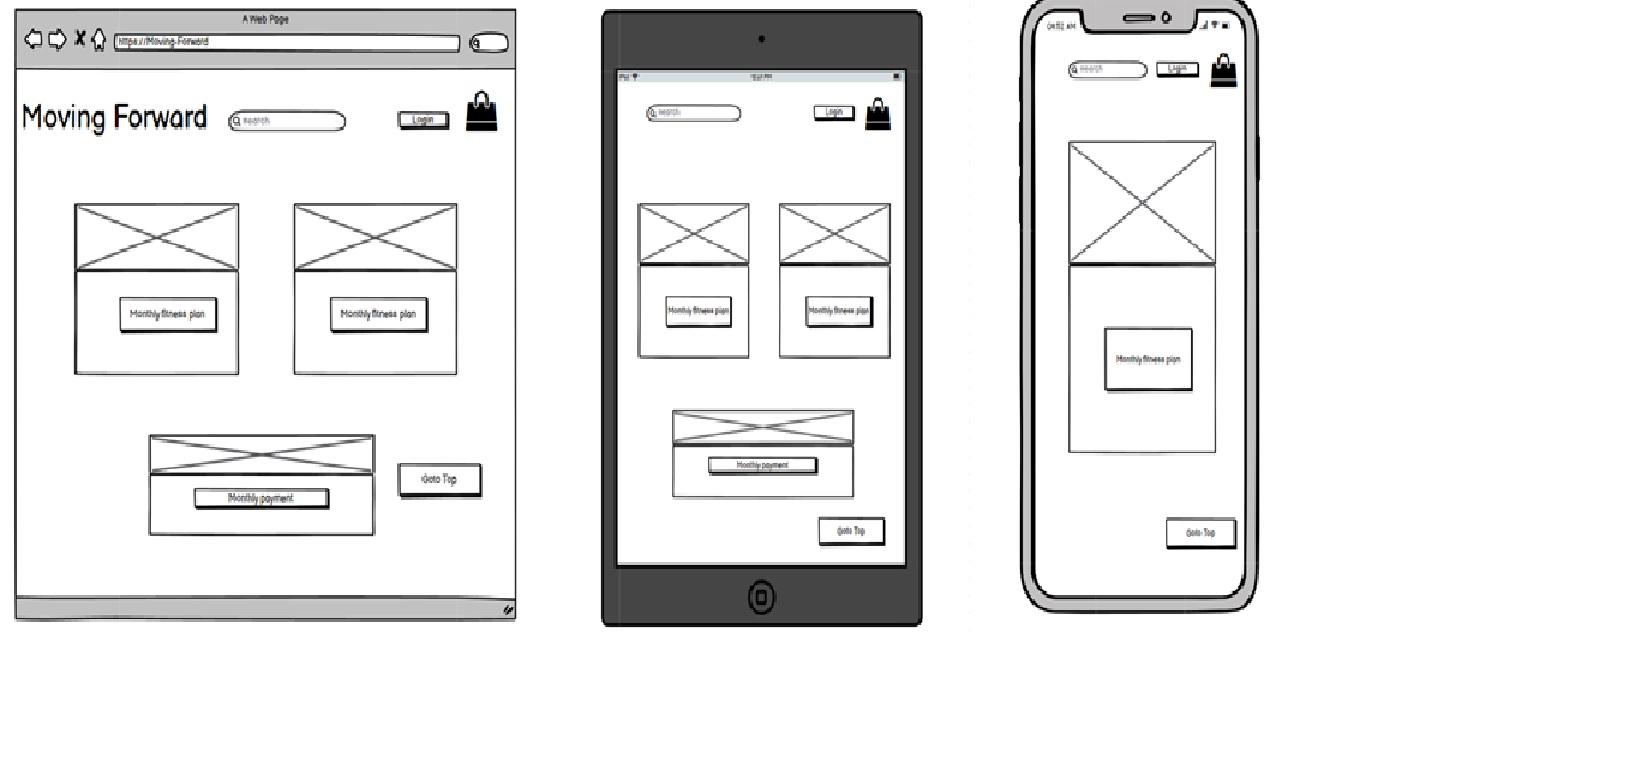 A Web Page
https://Moving-Forward
Moving Forward
search
Login
Monthly fitness plan
Monthly fitness plan
Monthly payment
Goto Top
iPad
search
Login
Monthly fitness plan
Monthly fitness plan
Monthly payment
Goto Top
search
Login
Monthly fitness plan
Goto Top